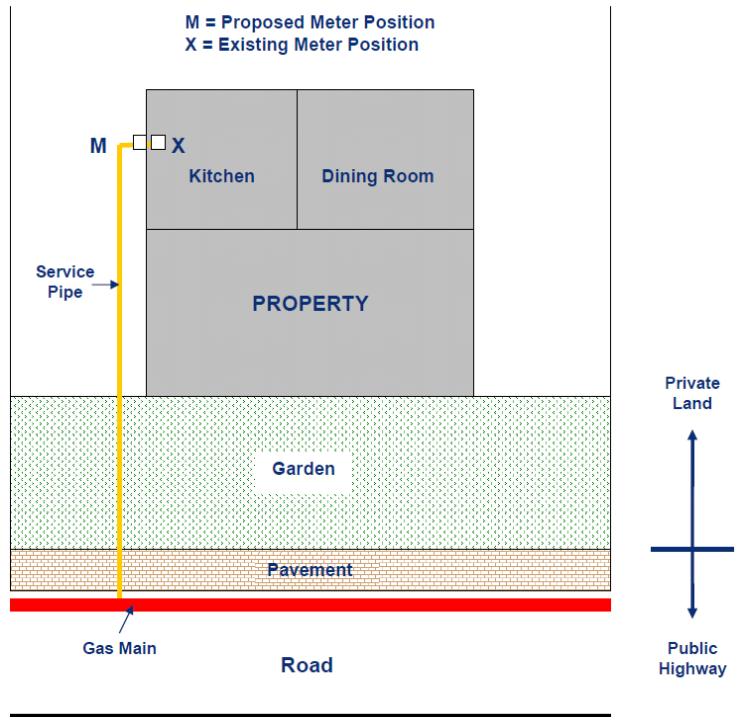 M = Proposed Meter Position
X = Existing Meter Position
M
X
Kitchen
Dining Room
Service
Pipe
PROPERTY
Private
Land
Garden
Pavement
Gas Main
Road
Public
Highway